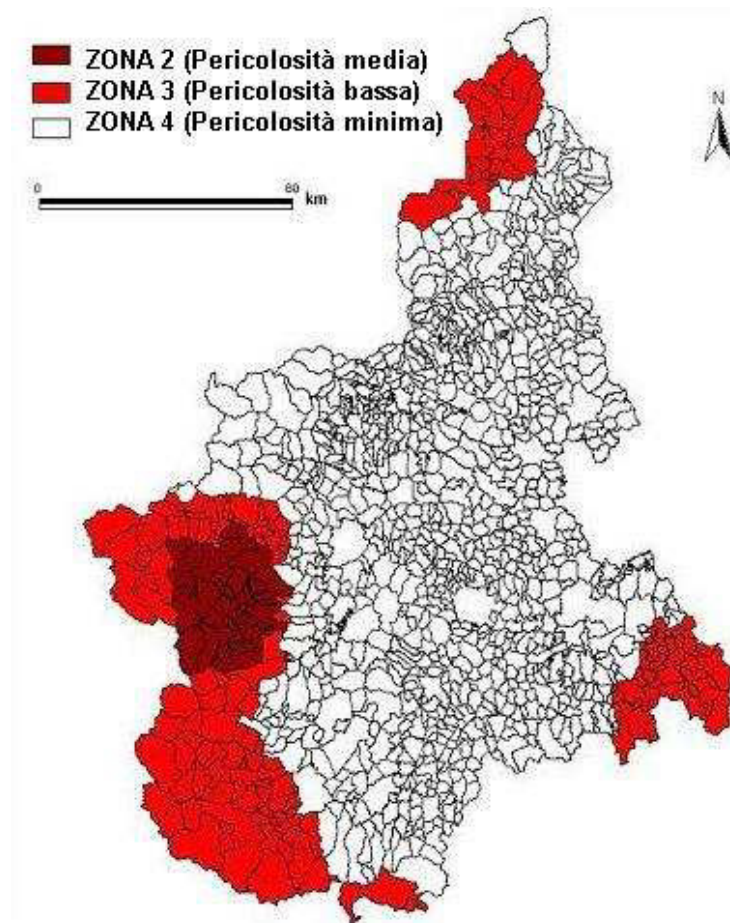 ZONA 2 (Pericolosità media)
ZONA 3 (Pericolosità bassa)
ZONA 4 (Pericolosità minima)
N
0 60 km